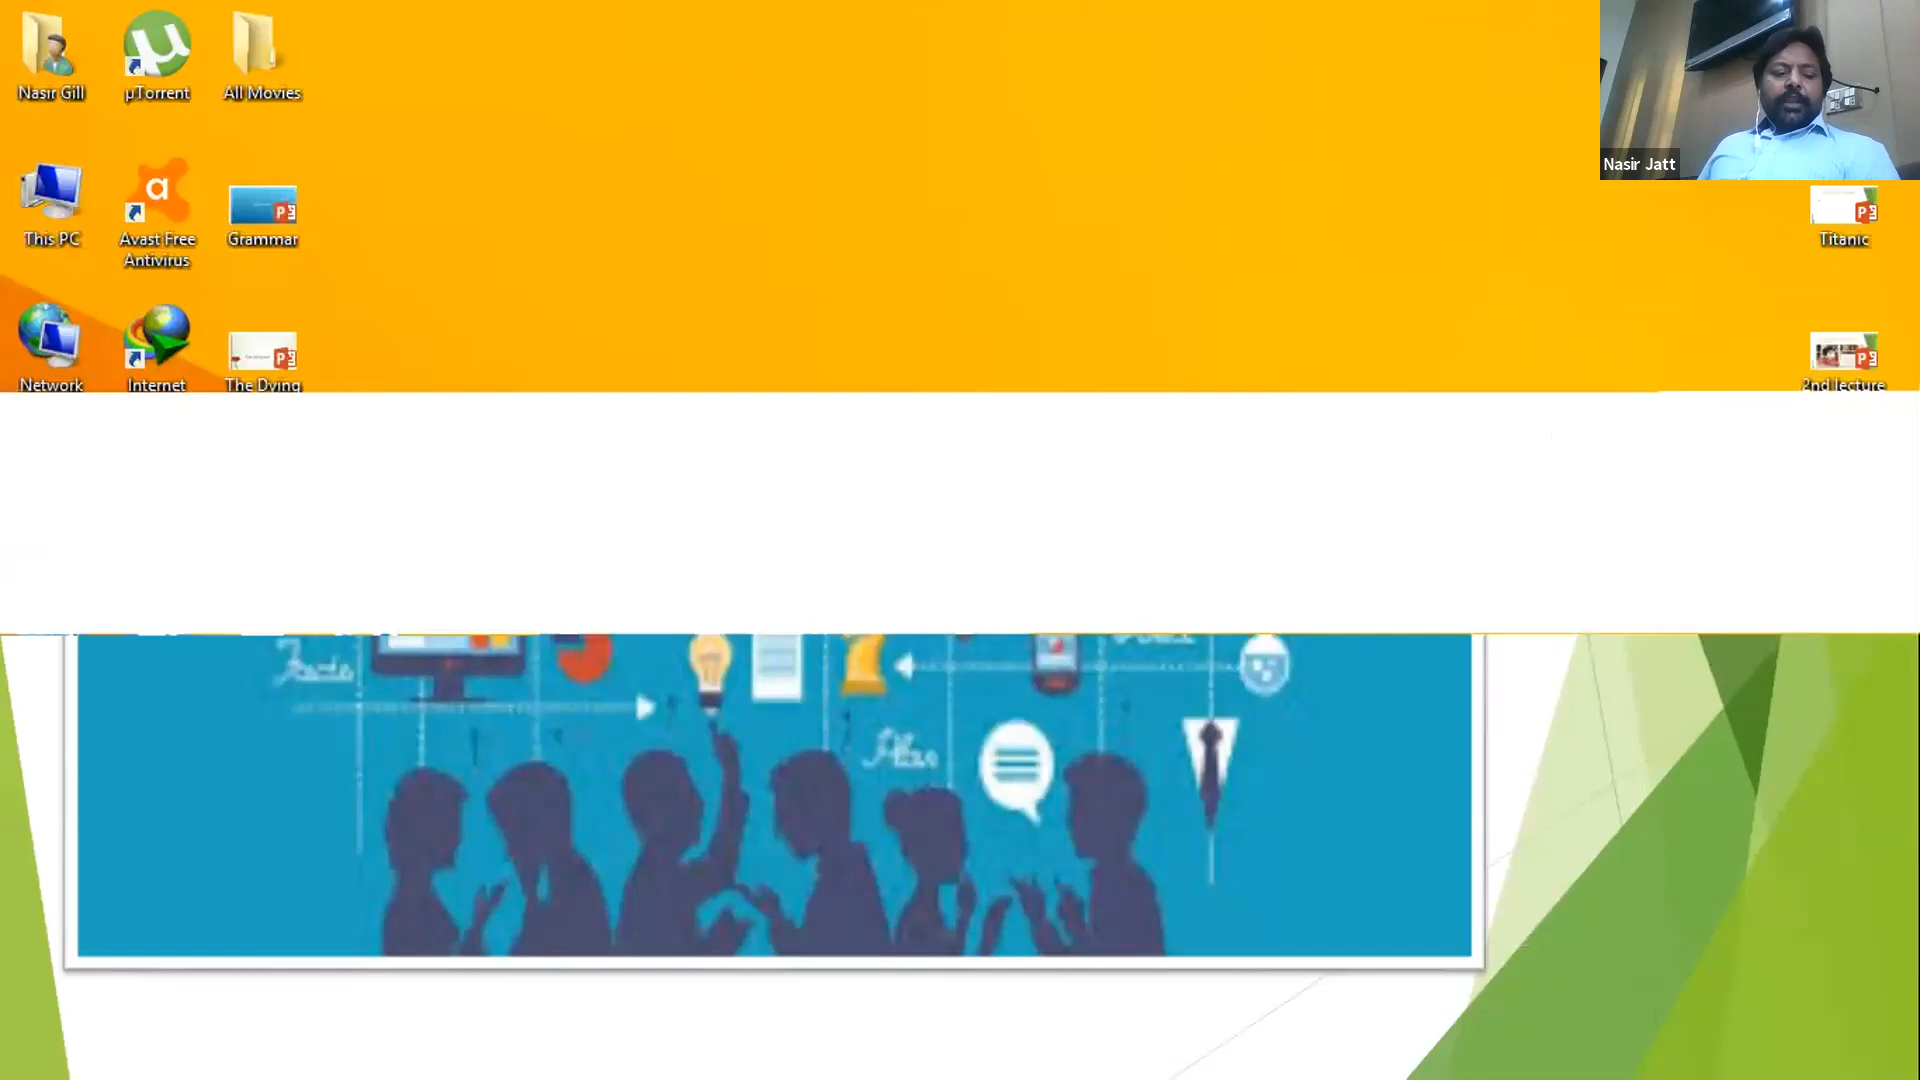 Nasir Gill
µTorrent
All Movies
Nasir Jatt
This PC
Avast Free
Antivirus
Grammar
Titanic
Network
Internet
The Dying
2nd lecture
Plan